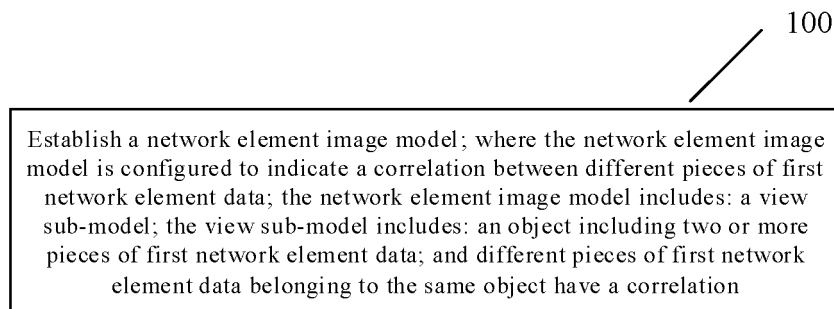 100
Establish a network element image model; where the network element image
model is configured to indicate a correlation between different pieces of first
network element data; the network element image model includes: a view
sub-model; the view sub-model includes: an object including two or more
pieces of first network element data; and different pieces of first network
element data belonging to the same object have a correlation